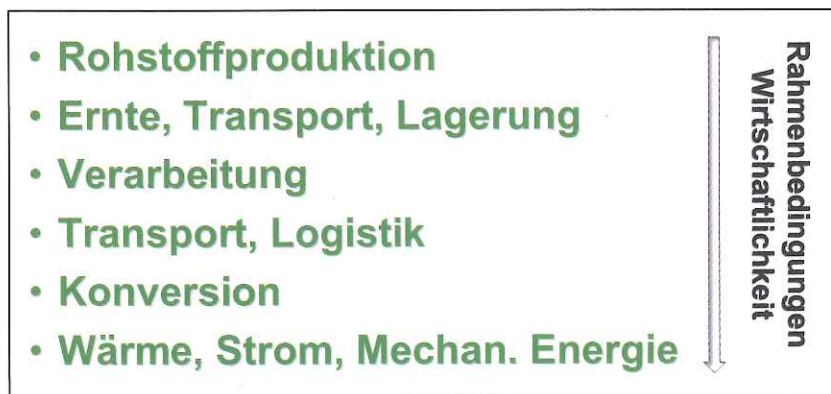 • Rohstoffproduktion
• Ernte, Transport, Lagerung
• Verarbeitung
• Transport, Logistik
• Konversion
• Wärme, Strom, Mechan. Energie
Rahmenbedingungen
Wirtschaftlichkeit